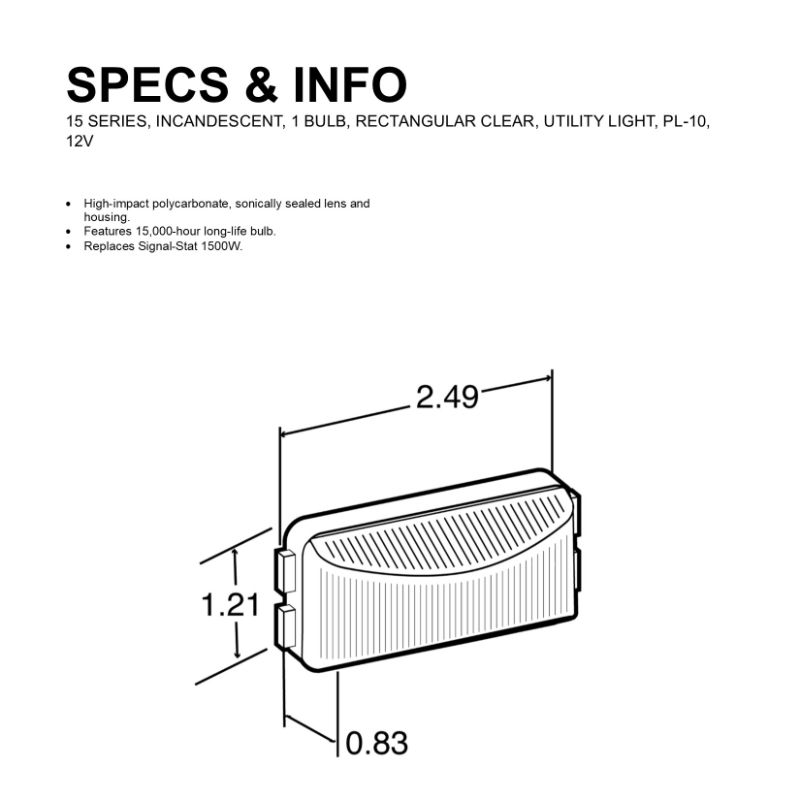 SPECS & INFO
15 SERIES, INCANDESCENT, 1 BULB, RECTANGULAR CLEAR, UTILITY LIGHT, PL-10,
12V
• High-impact polycarbonate, sonically sealed lens and
housing.
• Features 15,000-hour long-life bulb.
• Replaces Signal-Stat 1500W.
2.49
1.21
0.83